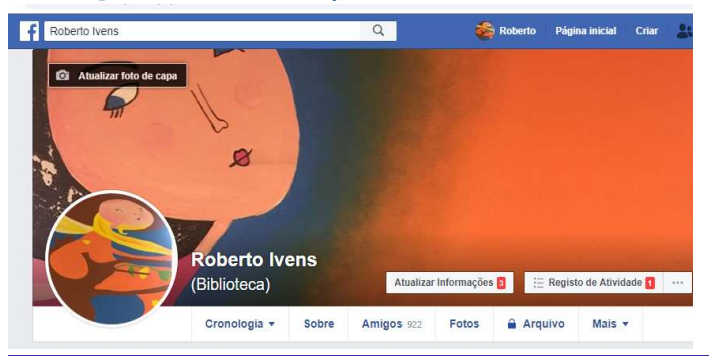 f Roberto Ivens Roberto Página inicial Criar
Atualizar foto de capa
Roberto Ivens
(Biblioteca)
Atualizar Informações 3 Registo de Atividade 1 ...
Cronologia Sobre Amigos 922 Fotos Arquivo Mais